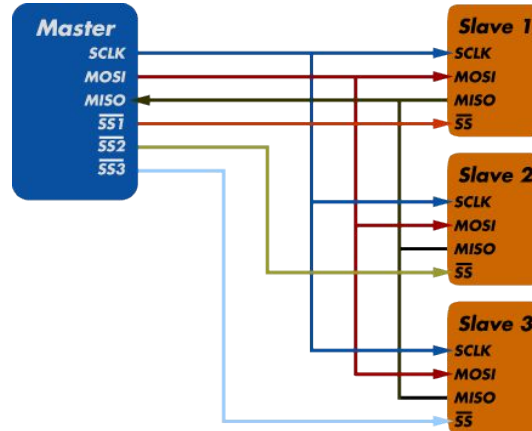 Master
SCLK
MOSI
MISO
SS1
SS2
SS3
Slave 1
SCLK
MOSI
MISO
SS
Slave 2
SCLK
MOSI
MISO
SS
Slave 3
SCLK
MOSI
MISO
SS